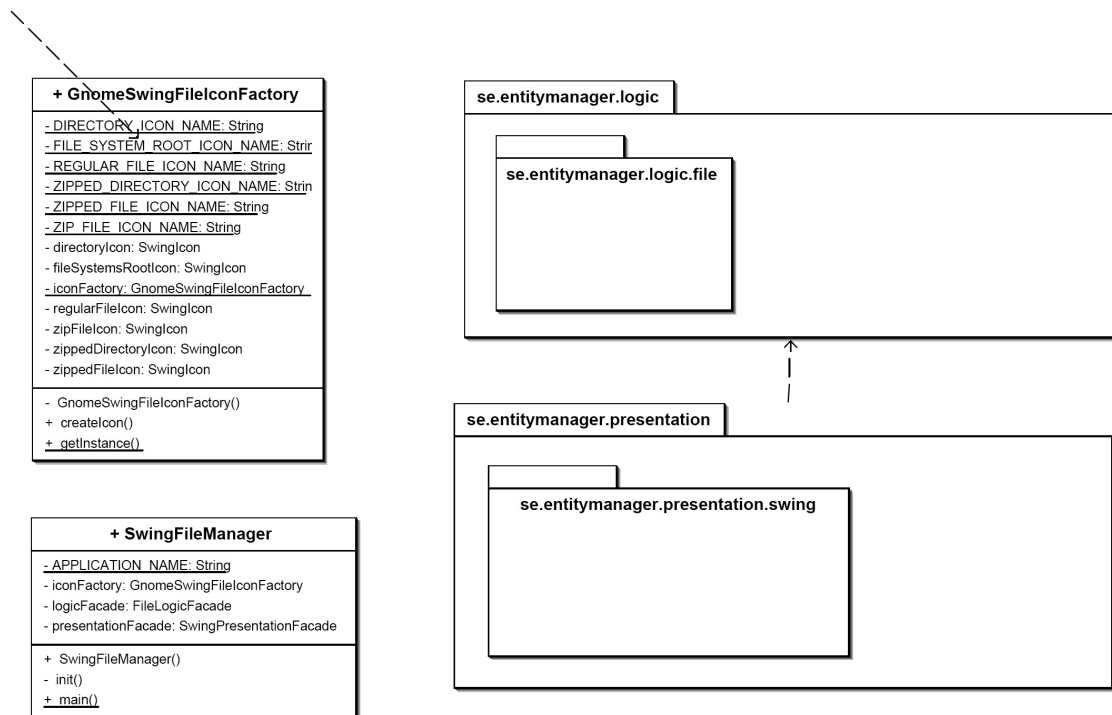 + GnomeSwingFileIconFactory
- DIRECTORY_ICON_NAME: String
- FILE_SYSTEM_ROOT_ICON_NAME: Strir
- REGULAR_FILE_ICON_NAME: String
- ZIPPED_DIRECTORY_ICON_NAME: Strin
- ZIPPED_FILE_ICON_NAME: String
- ZIP_FILE_ICON_NAME: String
- directoryIcon: SwingIcon
- fileSystemsRootIcon: SwingIcon
- iconFactory: GnomeSwingFileIconFactory
- regularFileIcon: SwingIcon
- zipFileIcon: SwingIcon
- zippedDirectoryIcon: SwingIcon
- zippedFileIcon: SwingIcon
- GnomeSwingFileIconFactory()
+ createIcon()
+ getInstance()
+ SwingFileManager
- APPLICATION_NAME: String
- iconFactory: GnomeSwingFileIconFactory
- logicFacade: FileLogicFacade
- presentationFacade: SwingPresentationFacade
+ SwingFileManager()
- init()
+ main()
se.entitymanager.logic
se.entitymanager.logic.file
se.entitymanager.presentation
se.entitymanager.presentation.swing